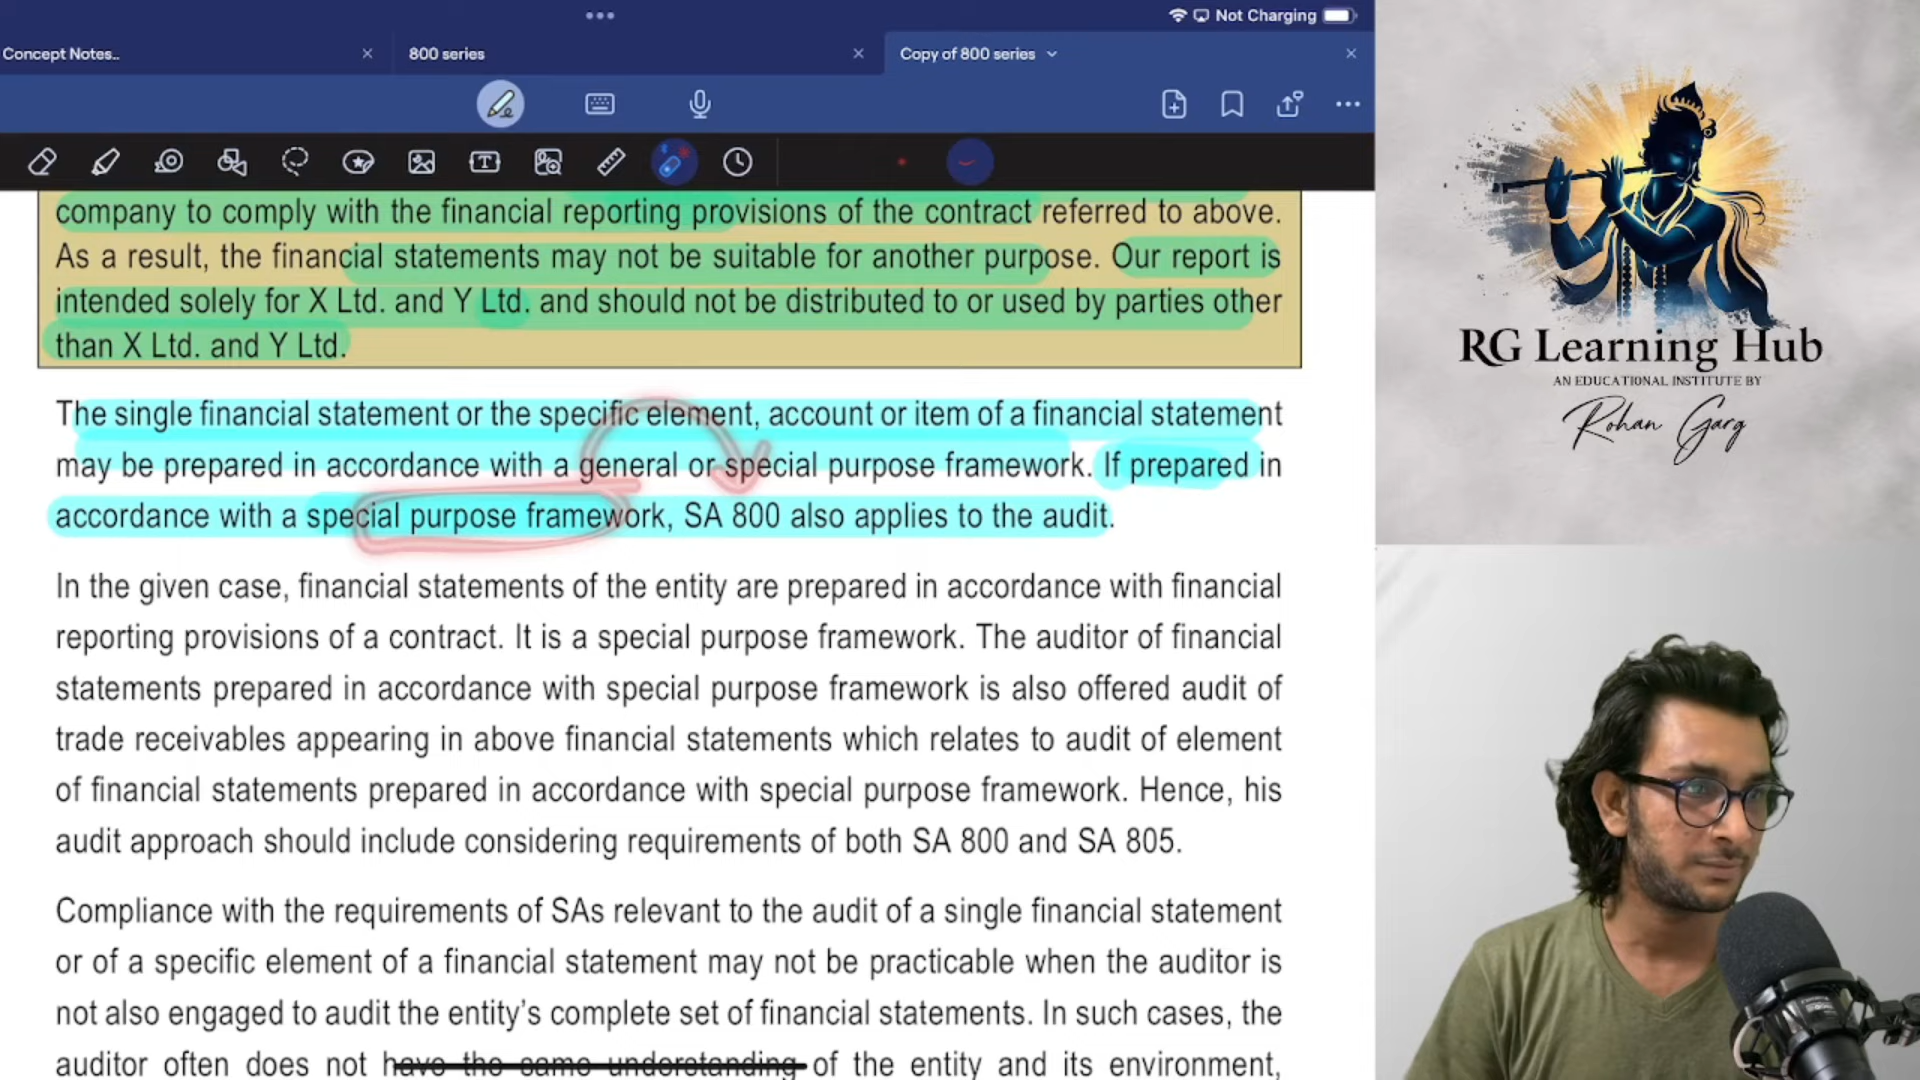 Not Charging
Concept Notes..
800 series
Copy of 800 series
company to comply with the financial reporting provisions of the contract referred to above.
As a result, the financial statements may not be suitable for another purpose. Our report is
intended solely for X Ltd. and Y Ltd. and should not be distributed to or used by parties other
than X Ltd. and Y Ltd.
The single financial statement or the specific element, account or item of a financial statement
may be prepared in accordance with a general or special purpose framework. If prepared in
accordance with a special purpose framework, SA 800 also applies to the audit.
In the given case, financial statements of the entity are prepared in accordance with financial
reporting provisions of a contract. It is a special purpose framework. The auditor of financial
statements prepared in accordance with special purpose framework is also offered audit of
trade receivables appearing in above financial statements which relates to audit of element
of financial statements prepared in accordance with special purpose framework. Hence, his
audit approach should include considering requirements of both SA 800 and SA 805.
Compliance with the requirements of SAs relevant to the audit of a single financial statement
or of a specific element of a financial statement may not be practicable when the auditor is
not also engaged to audit the entity's complete set of financial statements. In such cases, the
auditor often does not have the same understanding of the entity and its environment,
RG Learning Hub
AN EDUCATIONAL INSTITUTE BY
Rohan Garg